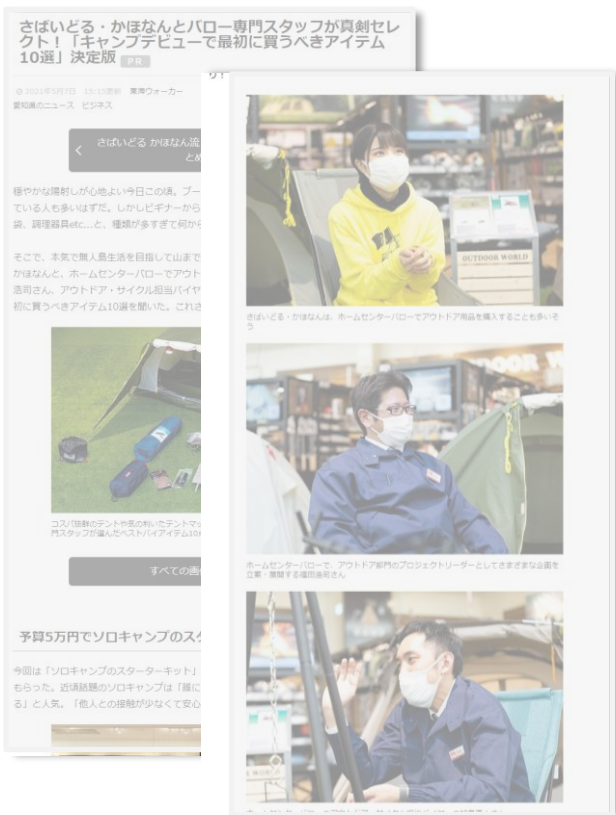 さばいどる・かほなんとバロー専門スタッフが真剣セレ
クト!「キャンプデビューで最初に買うべきアイテム
10選」決定版 PR
2021年5月7日 15:15更新 東海ウォーカー
愛知県のニュース ビジネス
さばいどる かほなん流
とめ
穏やかな陽射しが心地よい今日この頃。ブー
ている人も多いはずだ。しかしビギナーから
袋、調理器具etc...と、種類が多すぎて何から
そこで、本気で無人島生活を目指して山まで
かほなんと、ホームセンターバローでアウト
浩司さん、アウトドア・サイクル担当バイヤ
初に買うべきアイテム10選を聞いた。これさ
コスパ抜群のテントや気の利いたテントマッ
門スタッフが選んだベストバイアイテム10
すべての画
予算5万円でソロキャンプのスタ
今回は「ソロキャンプのスターターキット」
もらった。近頃話題のソロキャンプは「誰に
る」と人気。「他人との接触が少なくて安心
り!
OUTDOOR WORLD
さばいどる・かほなんは、ホームセンターバローでアウトドア用品を購入することも多いそ
う
ホームセンターバローで、アウトドア部門のプロジェクトリーダーとしてさまざまな企画を
立案・展開する福田浩司さん